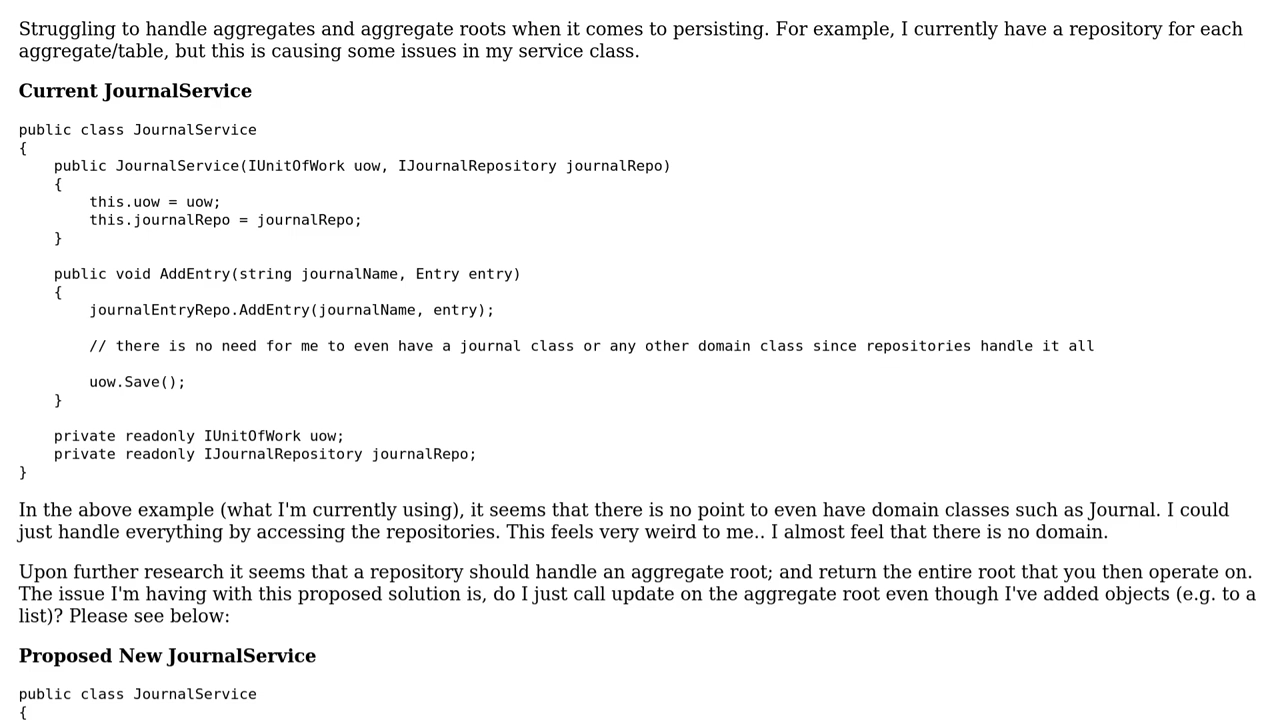 Struggling to handle aggregates and aggregate roots when it comes to persisting. For example, I currently have a repository for each
aggregate/table, but this is causing some issues in my service class.
Current JournalService
public class JournalService
{
    public JournalService(IUnitOfWork uow, IJournalRepository journalRepo)
    {
        this.uow = uow;
        this.journalRepo = journalRepo;
    }
    public void AddEntry(string journalName, Entry entry)
    {
        journalEntryRepo.AddEntry(journalName, entry);
        // there is no need for me to even have a journal class or any other domain class since repositories handle it all
        uow.Save();
    }
    private readonly IUnitOfWork uow;
    private readonly IJournalRepository journalRepo;
}
In the above example (what I'm currently using), it seems that there is no point to even have domain classes such as Journal. I could
just handle everything by accessing the repositories. This feels very weird to me.. I almost feel that there is no domain.
Upon further research it seems that a repository should handle an aggregate root; and return the entire root that you then operate on.
The issue I'm having with this proposed solution is, do I just call update on the aggregate root even though I've added objects (e.g. to a
list)? Please see below:
Proposed New JournalService
public class JournalService
{